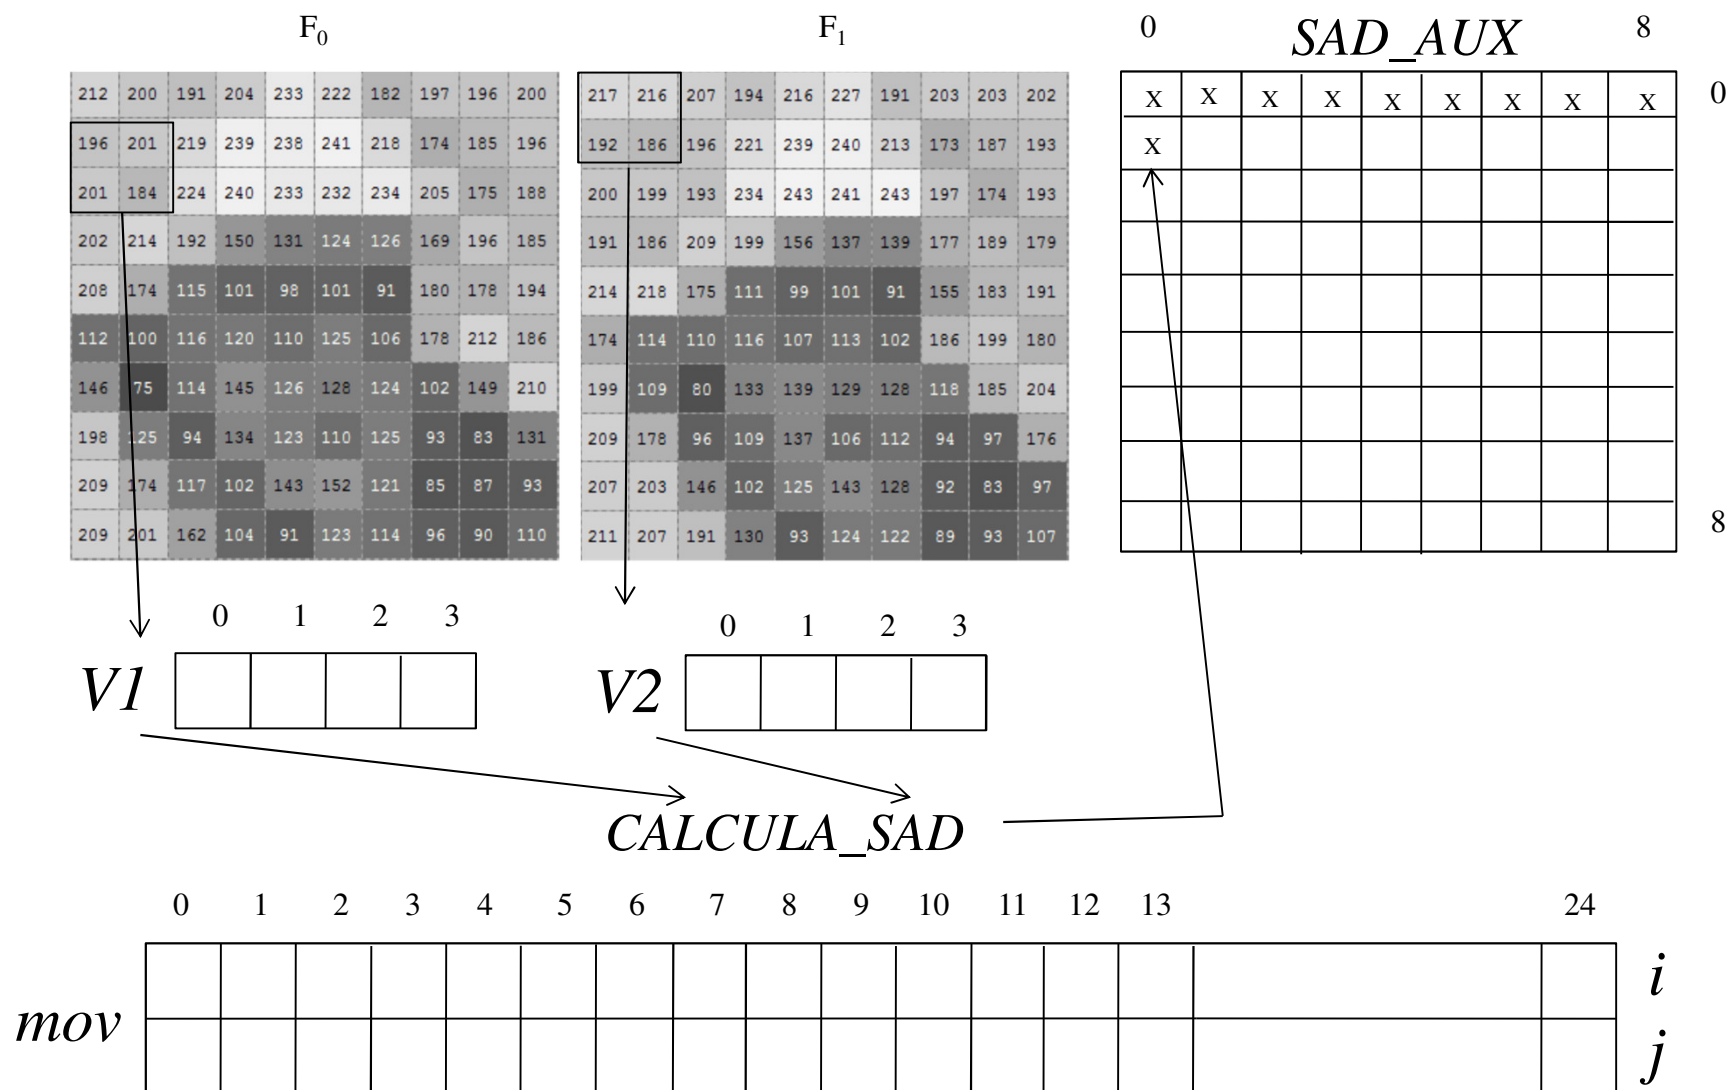 F0 F1 0 SAD_AUX 8
212 200 191 204 233 222 182 197 196 200 217 216 207 194 216 227 191 203 203 202 X X X X X X X X X 0
196 201 219 239 238 241 218 174 185 196 192 186 196 221 239 240 213 173 187 193 X
201 184 224 240 233 232 234 205 175 188 200 199 193 234 243 241 243 197 174 193
202 214 192 150 131 124 126 169 196 185 191 186 209 199 156 137 139 177 189 179
208 174 115 101 98 101 91 180 178 194 214 218 175 111 99 101 91 155 183 191
112 100 116 120 110 125 106 178 212 186 174 114 110 116 107 113 102 186 199 180
146 75 114 145 126 128 124 102 149 210 199 109 80 133 139 129 128 118 185 204
198 125 94 134 123 110 125 93 83 131 209 178 96 109 137 106 112 94 97 176
209 174 117 102 143 152 121 85 87 93 207 203 146 102 125 143 128 92 83 97 8
209 201 162 104 91 123 114 96 90 110 211 207 191 130 93 124 122 89 93 107
0 1 2 3 0 1 2 3
V1 V2
CALCULA_SAD
0 1 2 3 4 5 6 7 8 9 10 11 12 13 24
i
mov
j